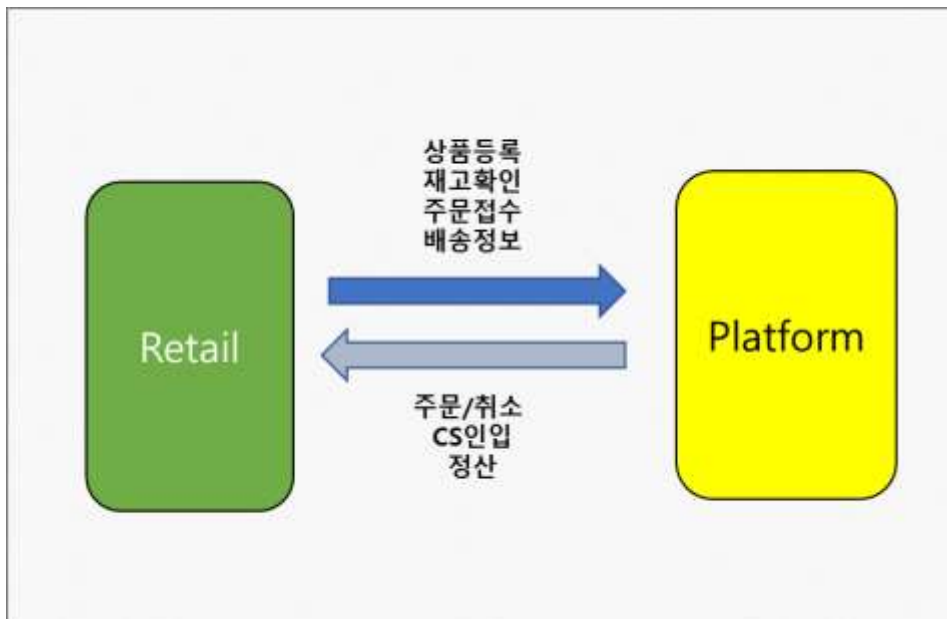 상품등록
재고확인
주문접수
배송정보
Retail
Platform
주문/취소
CS인입
정산